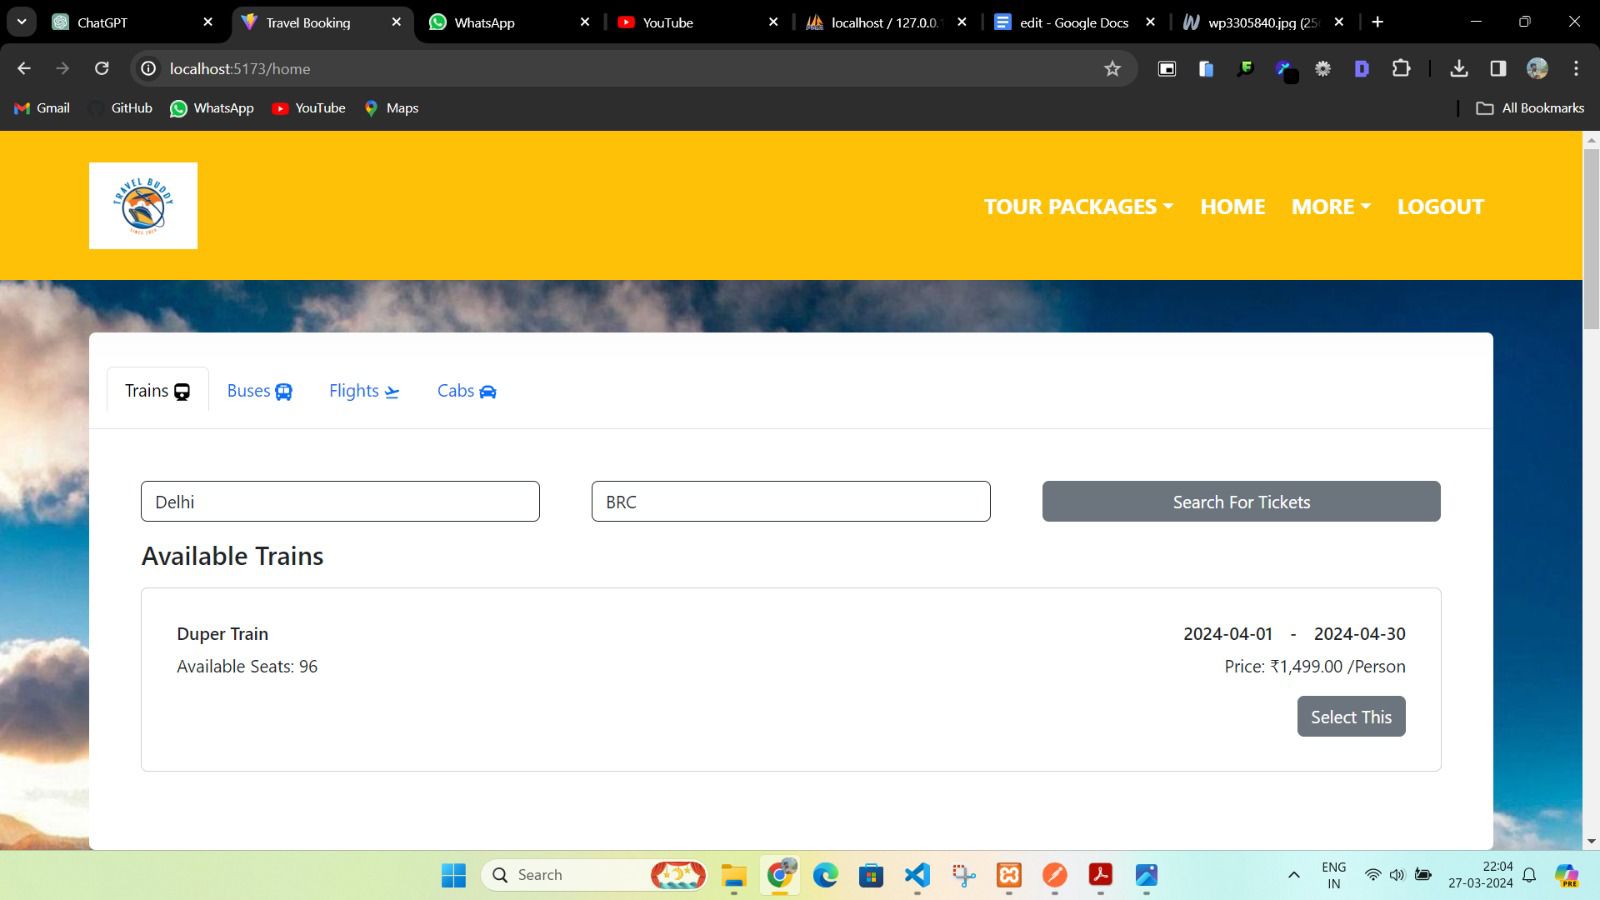 ChatGPT
Travel Booking
WhatsApp
YouTube
localhost / 127.0.0.1
edit - Google Docs
wp3305840.jpg (25
localhost:5173/home
Gmail
GitHub
WhatsApp
YouTube
Maps
All Bookmarks
TRAVEL BUDDY
TOUR PACKAGES
HOME
MORE
LOGOUT
Trains
Buses
Flights
Cabs
Delhi
BRC
Search For Tickets
Available Trains
Duper Train
2024-04-01 - 2024-04-30
Available Seats: 96
Price: ₹1,499.00 /Person
Select This
Search
ENG
IN
22:04
27-03-2024
PRE